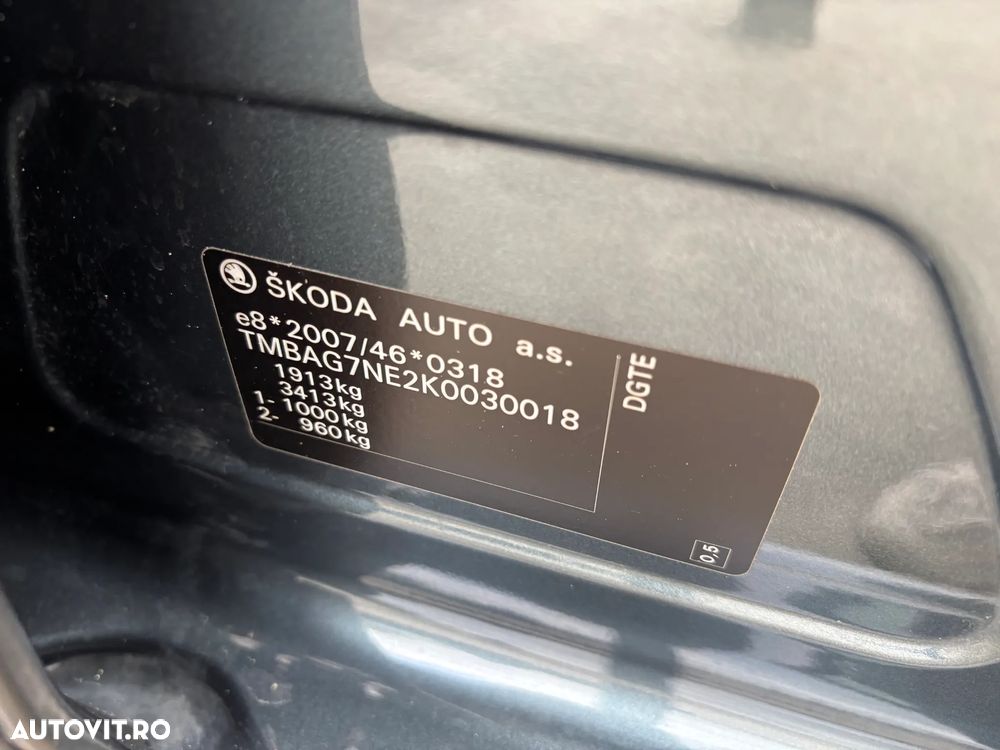 ŠKODA AUTO a.s.
e8*2007/46*0318
TMBAG7NE2K0030018
1913kg
3413kg
1- 1000kg
2- 960kg
DGTE
0,5
AUTOVIT.RO